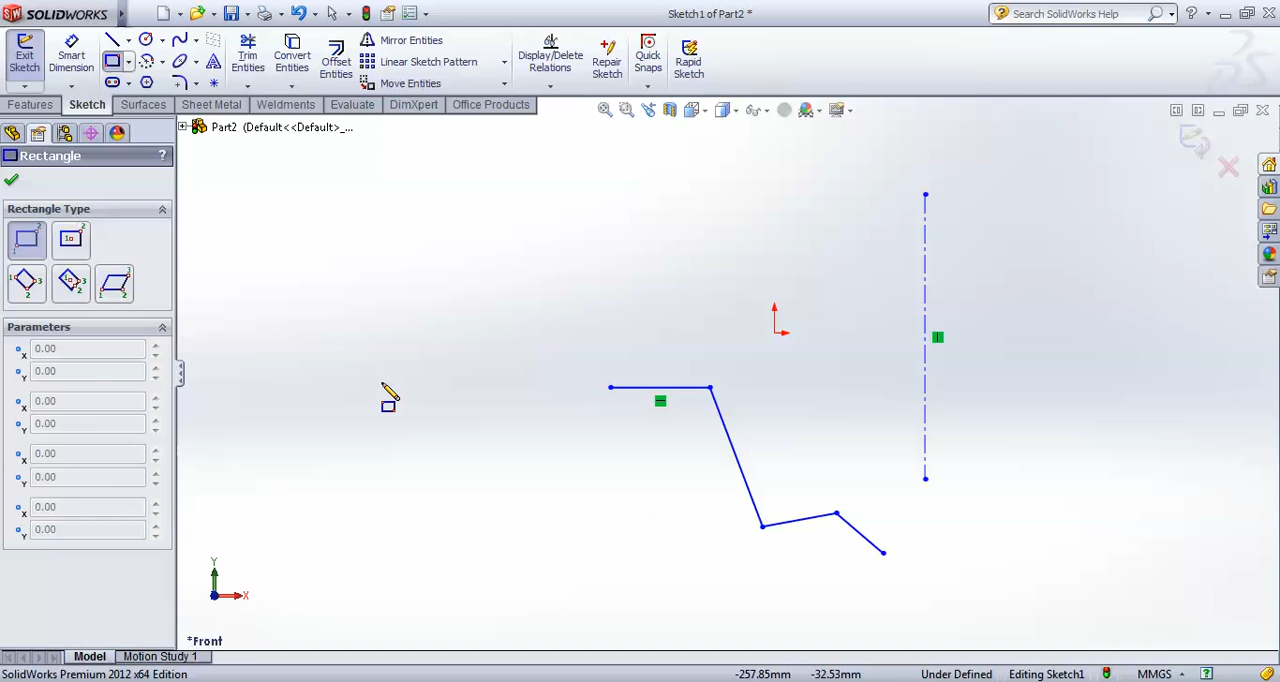 SW SOLIDWORKS
Sketch1 of Part2 *
Search SolidWorks Help
Exit Sketch
Smart Dimension
Trim Entities
Convert Entities
Offset Entities
Mirror Entities
Linear Sketch Pattern
Move Entities
Display/Delete Relations
Repair Sketch
Quick Snaps
Rapid Sketch
Features
Sketch
Surfaces
Sheet Metal
Weldments
Evaluate
DimXpert
Office Products
Part2 (Default<<Default>_...
Rectangle
?
Rectangle Type
Parameters
x 0.00
Y 0.00
x 0.00
Y 0.00
x 0.00
Y 0.00
x 0.00
Y 0.00
Y
X
*Front
Model
Motion Study 1
SolidWorks Premium 2012 x64 Edition
-257.85mm
-32.53mm
Under Defined
Editing Sketch1
MMGS
?